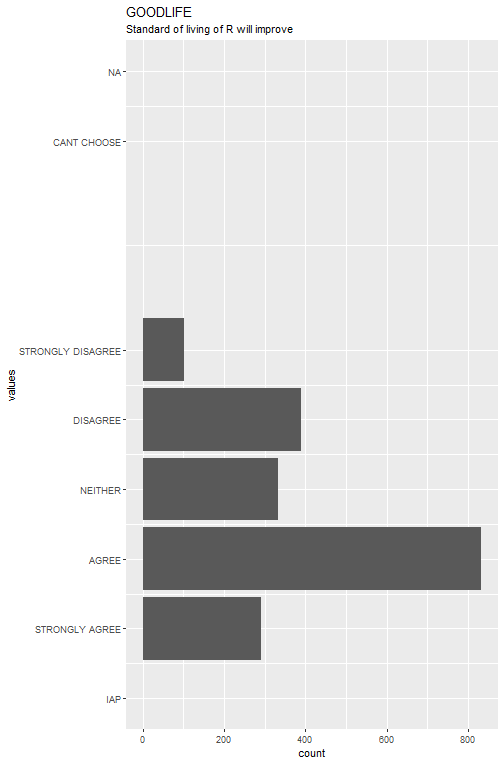 GOODLIFE
Standard of living of R will improve
NA
CANT CHOOSE
STRONGLY DISAGREE
values
DISAGREE
NEITHER
AGREE
STRONGLY AGREE
IAP
0 200 400 600 800
count